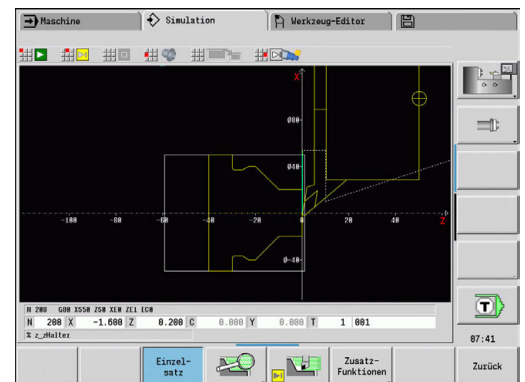 Maschine
Simulation
Werkzeug-Editor
X
Ø80
Ø40
-100 -80 -60 -40 -20 0 20 40 Z
Ø-40
N 208 G80 XS50 ZS0 XE0 ZE1 EC0
N 208 X -1.600 Z 0.200 C 0.000 Y 0.000 T 1 001
% z_zHalter
T
07:41
Einzel-
satz
Zusatz-
Funktionen
Zurück